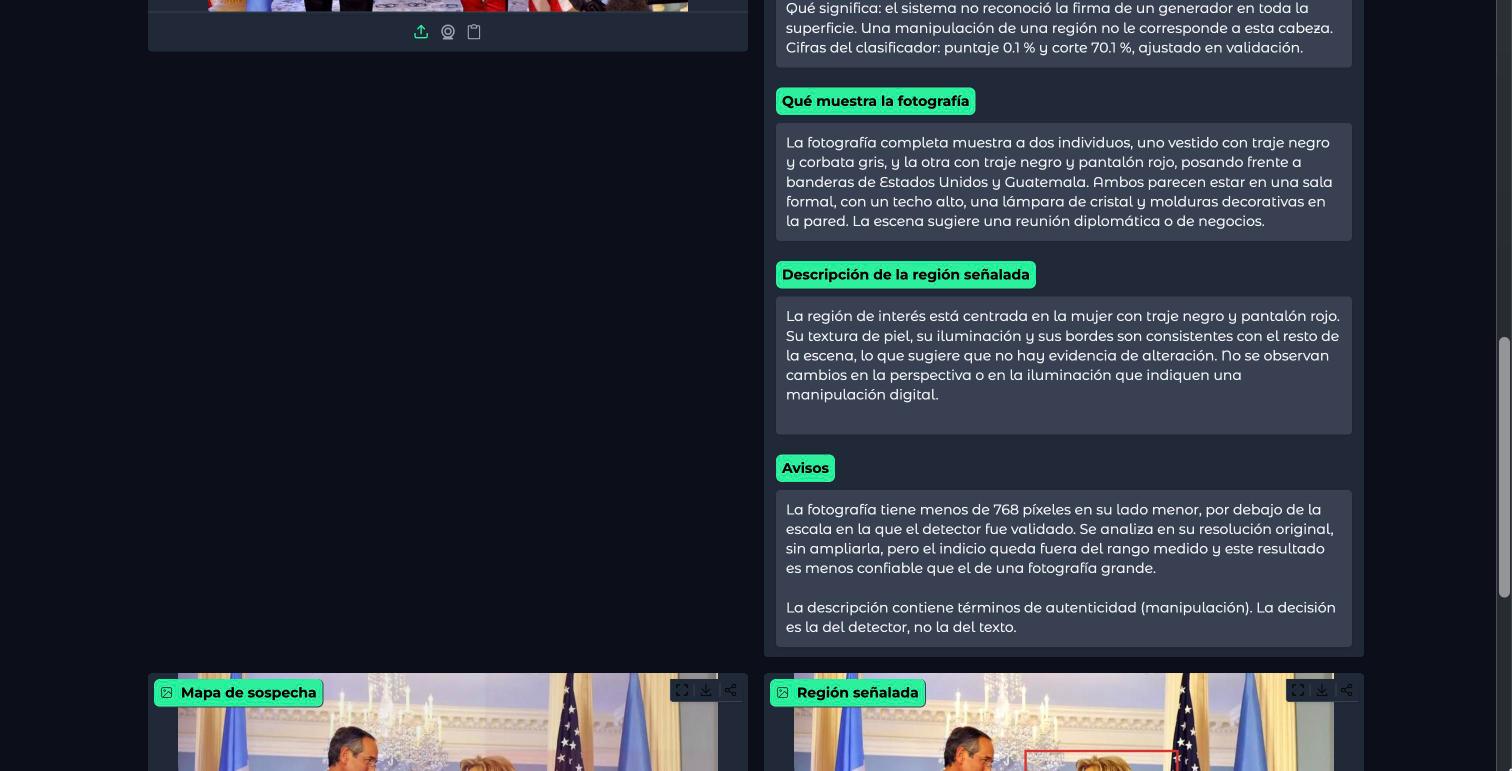 Qué significa: el sistema no reconoció la firma de un generador en toda la
superficie. Una manipulación de una región no le corresponde a esta cabeza.
Cifras del clasificador: puntaje 0.1 % y corte 70.1 %, ajustado en validación.
Qué muestra la fotografía
La fotografía completa muestra a dos individuos, uno vestido con traje negro
y corbata gris, y la otra con traje negro y pantalón rojo, posando frente a
banderas de Estados Unidos y Guatemala. Ambos parecen estar en una sala
formal, con un techo alto, una lámpara de cristal y molduras decorativas en
la pared. La escena sugiere una reunión diplomática o de negocios.
Descripción de la región señalada
La región de interés está centrada en la mujer con traje negro y pantalón rojo.
Su textura de piel, su iluminación y sus bordes son consistentes con el resto de
la escena, lo que sugiere que no hay evidencia de alteración. No se observan
cambios en la perspectiva o en la iluminación que indiquen una
manipulación digital.
Avisos
La fotografía tiene menos de 768 píxeles en su lado menor, por debajo de la
escala en la que el detector fue validado. Se analiza en su resolución original,
sin ampliarla, pero el indicio queda fuera del rango medido y este resultado
es menos confiable que el de una fotografía grande.
La descripción contiene términos de autenticidad (manipulación). La decisión
es la del detector, no la del texto.
Mapa de sospecha
Región señalada